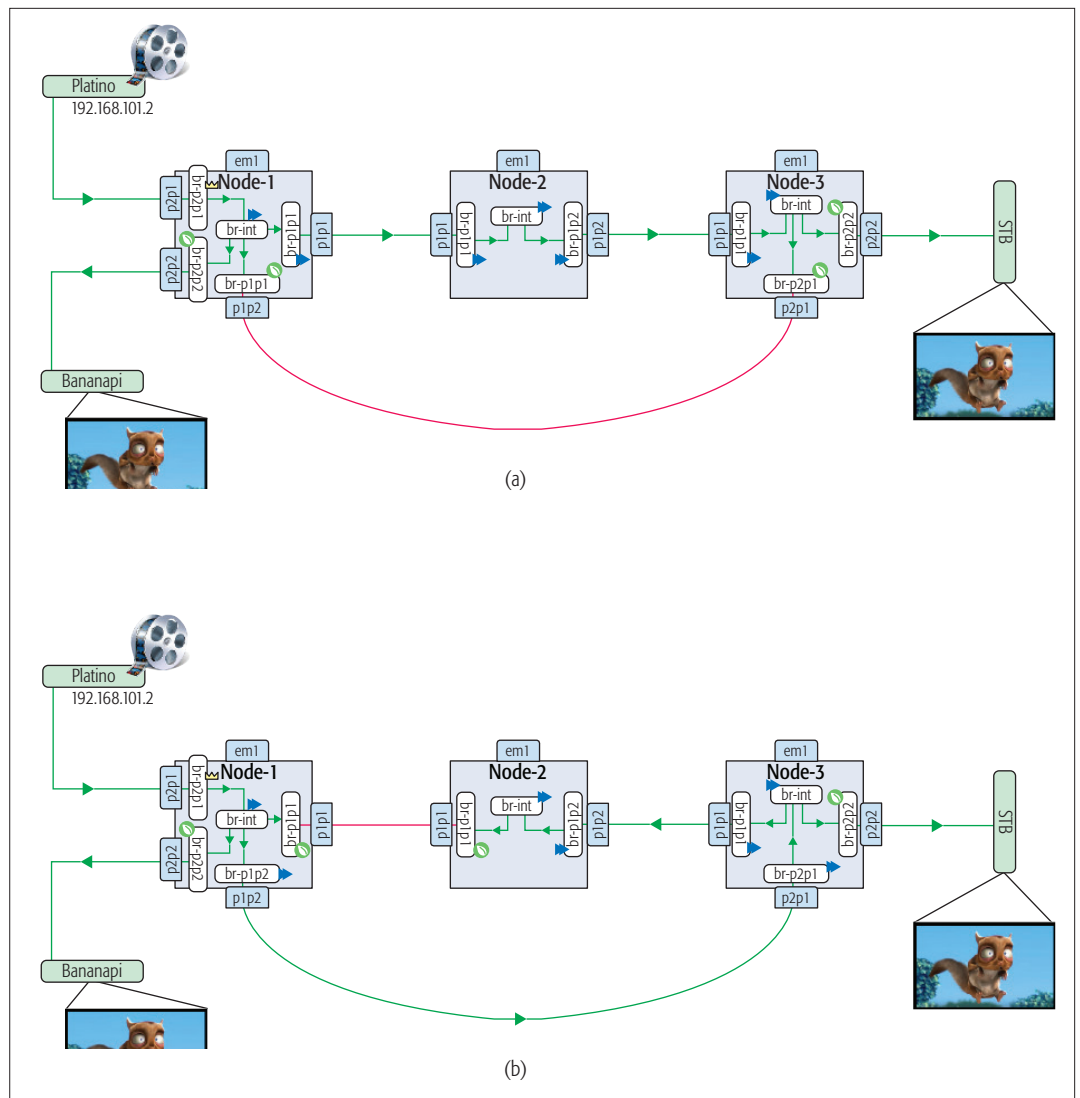 Platino
192.168.101.2
em1 em1 em1
Node-1 Node-2 Node-3
p2p1 br-p2p1 br-int br-p1p1 p1p1 p1p1 br-p1p1 br-int br-p1p2 p1p2 p1p1 br-p1p1 br-int br-p2p2 p2p2 STB
p2p2 br-p2p2
br-p1p1 br-p2p1
p1p2 p2p1
Bananapi
(a)
Platino
192.168.101.2
em1 em1 em1
Node-1 Node-2 Node-3
p2p1 br-p2p1 br-int br-p1p1 p1p1 p1p1 br-p1p1 br-int br-p1p2 p1p2 p1p1 br-p1p1 br-int br-p2p2 p2p2 STB
p2p2 br-p2p2
br-p1p2 br-p2p1
p1p2 p2p1
Bananapi
(b)